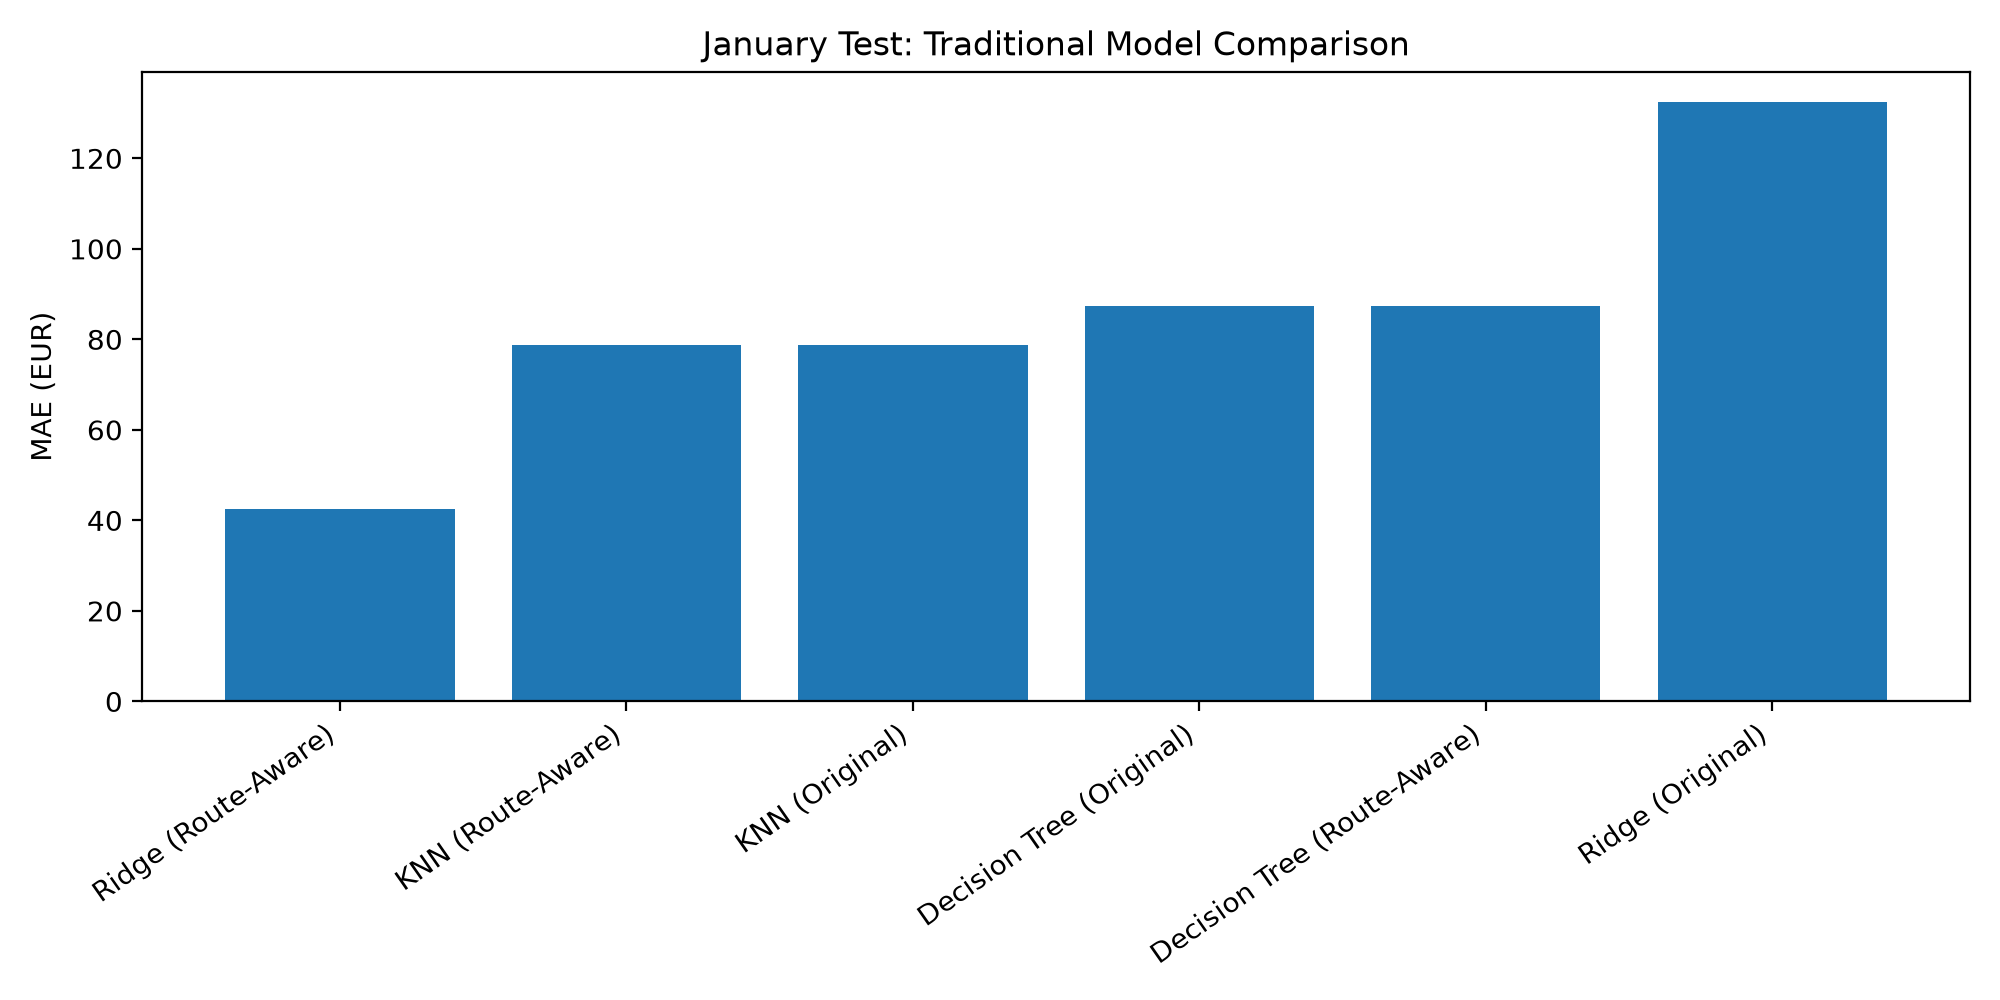 January Test: Traditional Model Comparison
MAE (EUR)
120
100
80
60
40
20
0
Ridge (Route-Aware)
KNN (Route-Aware)
KNN (Original)
Decision Tree (Original)
Decision Tree (Route-Aware)
Ridge (Original)